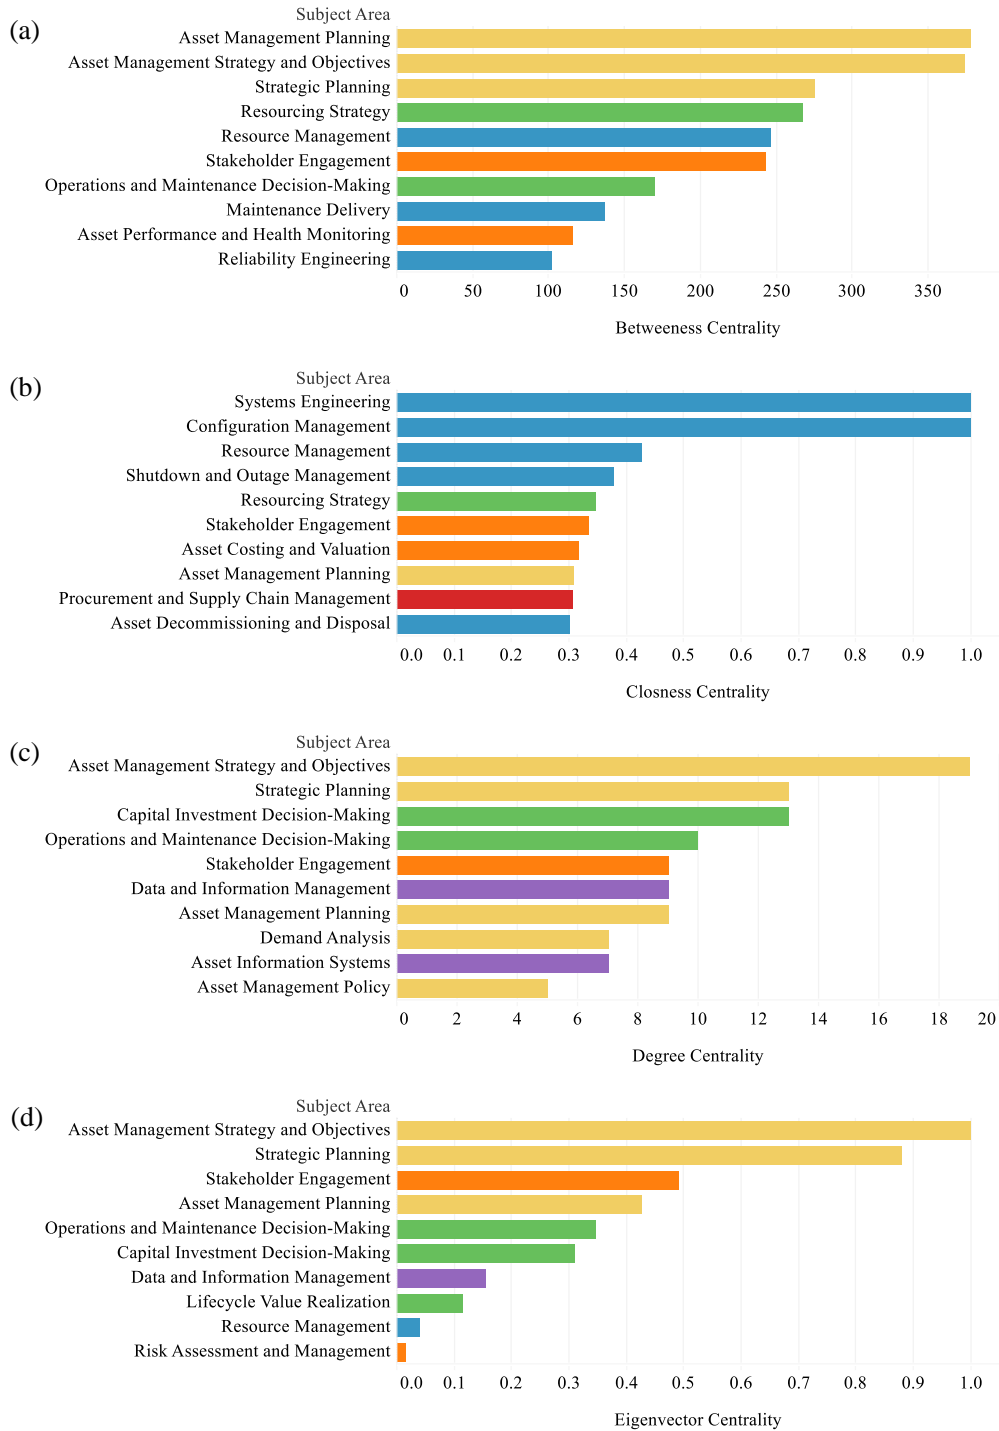 (a)
Subject Area
Asset Management Planning
Asset Management Strategy and Objectives
Strategic Planning
Resourcing Strategy
Resource Management
Stakeholder Engagement
Operations and Maintenance Decision-Making
Maintenance Delivery
Asset Performance and Health Monitoring
Reliability Engineering
0 50 100 150 200 250 300 350
Betweeness Centrality
(b)
Subject Area
Systems Engineering
Configuration Management
Resource Management
Shutdown and Outage Management
Resourcing Strategy
Stakeholder Engagement
Asset Costing and Valuation
Asset Management Planning
Procurement and Supply Chain Management
Asset Decommissioning and Disposal
0.0 0.1 0.2 0.3 0.4 0.5 0.6 0.7 0.8 0.9 1.0
Closness Centrality
(c)
Subject Area
Asset Management Strategy and Objectives
Strategic Planning
Capital Investment Decision-Making
Operations and Maintenance Decision-Making
Stakeholder Engagement
Data and Information Management
Asset Management Planning
Demand Analysis
Asset Information Systems
Asset Management Policy
0 2 4 6 8 10 12 14 16 18 20
Degree Centrality
(d)
Subject Area
Asset Management Strategy and Objectives
Strategic Planning
Stakeholder Engagement
Asset Management Planning
Operations and Maintenance Decision-Making
Capital Investment Decision-Making
Data and Information Management
Lifecycle Value Realization
Resource Management
Risk Assessment and Management
0.0 0.1 0.2 0.3 0.4 0.5 0.6 0.7 0.8 0.9 1.0
Eigenvector Centrality